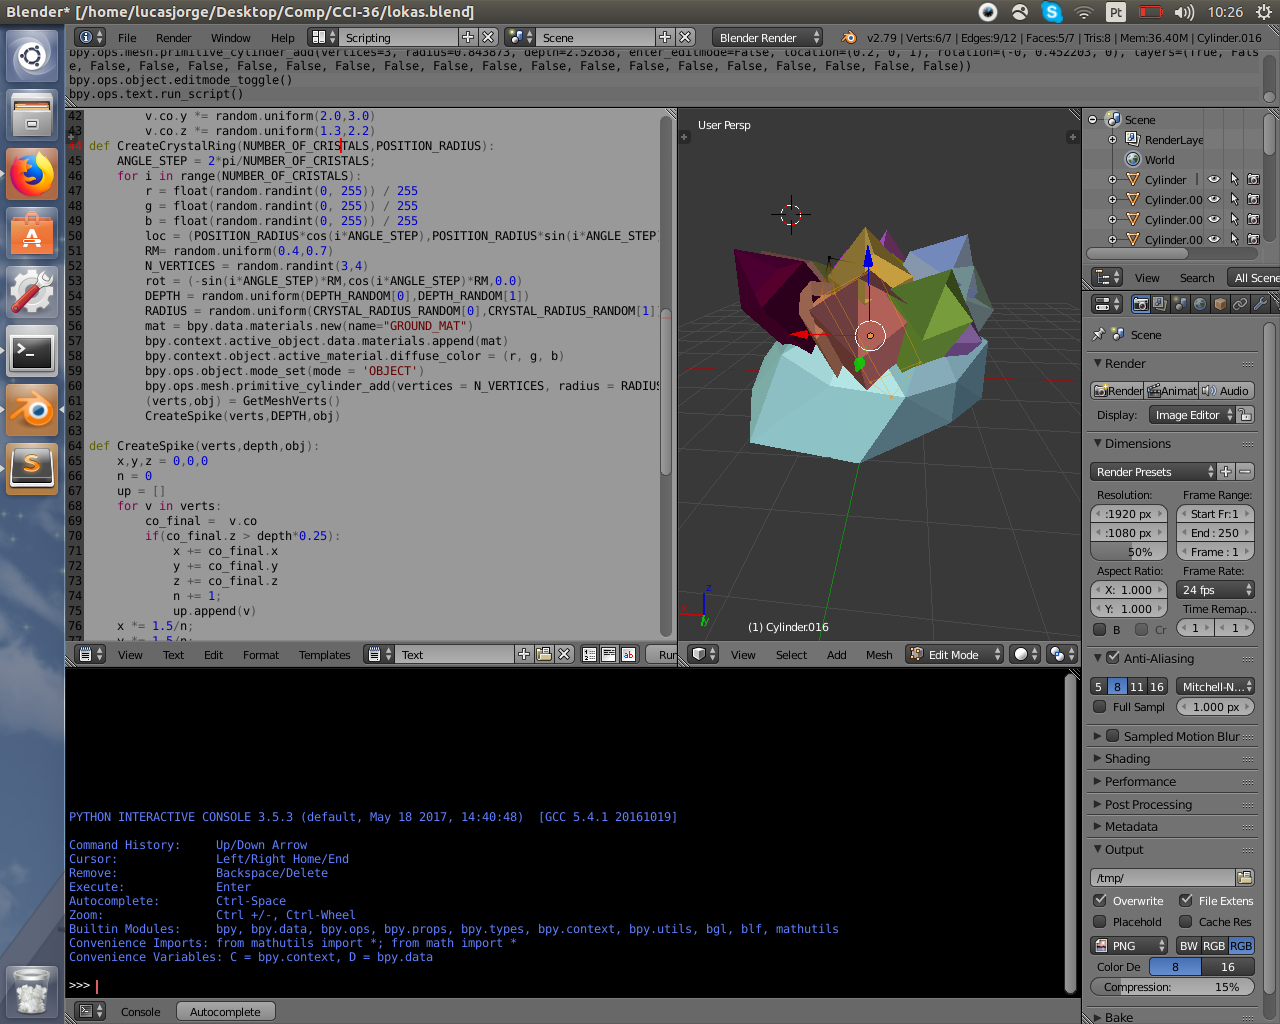 Blender* [/home/lucasjorge/Desktop/Comp/CCI-36/lokas.blend]
Pt
10:26
File Render Window Help
Scripting
Scene
Blender Render
v2.79 | Verts:6/7 | Edges:9/12 | Faces:5/7 | Tris:8 | Mem:36.40M | Cylinder.016
bpy.ops.mesh.primitive_cylinder_add(vertices=3, radius=0.843873, depth=2.52638, enter_editmode=False, location=(0.2, 0, 1), rotation=(-0, 0.452203, 0), layers=(True, Fals
e, False, False, False, False, False, False, False, False, False, False, False, False, False, False, False, False, False, False))
bpy.ops.object.editmode_toggle()
bpy.ops.text.run_script()
42 v.co.y *= random.uniform(2.0,3.0)
43 v.co.z *= random.uniform(1.3,2.2)
44 def CreateCrystalRing(NUMBER_OF_CRISTALS,POSITION_RADIUS):
45 ANGLE_STEP = 2*pi/NUMBER_OF_CRISTALS;
46 for i in range(NUMBER_OF_CRISTALS):
47 r = float(random.randint(0, 255)) / 255
48 g = float(random.randint(0, 255)) / 255
49 b = float(random.randint(0, 255)) / 255
50 loc = (POSITION_RADIUS*cos(i*ANGLE_STEP),POSITION_RADIUS*sin(i*ANGLE_STEP)
51 RM= random.uniform(0.4,0.7)
52 N_VERTICES = random.randint(3,4)
53 rot = (-sin(i*ANGLE_STEP)*RM,cos(i*ANGLE_STEP)*RM,0.0)
54 DEPTH = random.uniform(DEPTH_RANDOM[0],DEPTH_RANDOM[1])
55 RADIUS = random.uniform(CRYSTAL_RADIUS_RANDOM[0],CRYSTAL_RADIUS_RANDOM[1]
56 mat = bpy.data.materials.new(name="GROUND_MAT")
57 bpy.context.active_object.data.materials.append(mat)
58 bpy.context.object.active_material.diffuse_color = (r, g, b)
59 bpy.ops.object.mode_set(mode = 'OBJECT')
60 bpy.ops.mesh.primitive_cylinder_add(vertices = N_VERTICES, radius = RADIUS
61 (verts,obj) = GetMeshVerts()
62 CreateSpike(verts,DEPTH,obj)
63
64 def CreateSpike(verts,depth,obj):
65 x,y,z = 0,0,0
66 n = 0
67 up = []
68 for v in verts:
69 co_final = v.co
70 if(co_final.z > depth*0.25):
71 x += co_final.x
72 y += co_final.y
73 z += co_final.z
74 n += 1;
75 up.append(v)
76 x *= 1.5/n;
77 y *= 1.5/n;
View Text Edit Format Templates
Text
Run
User Persp
z
x
y
(1) Cylinder.016
View Select Add Mesh
Edit Mode
PYTHON INTERACTIVE CONSOLE 3.5.3 (default, May 18 2017, 14:40:48) [GCC 5.4.1 20161019]
Command History: Up/Down Arrow
Cursor: Left/Right Home/End
Remove: Backspace/Delete
Execute: Enter
Autocomplete: Ctrl-Space
Zoom: Ctrl +/-, Ctrl-Wheel
Builtin Modules: bpy, bpy.data, bpy.ops, bpy.props, bpy.types, bpy.context, bpy.utils, bgl, blf, mathutils
Convenience Imports: from mathutils import *; from math import *
Convenience Variables: C = bpy.context, D = bpy.data
>>>
Console
Autocomplete
Scene
RenderLaye
World
Cylinder
Cylinder.00
Cylinder.00
Cylinder.00
View Search All Scene
Scene
Render
Render Animat Audio
Display: Image Editor
Dimensions
Render Presets
Resolution: Frame Range:
:1920 px Start Fr:1
:1080 px End : 250
50% Frame : 1
Aspect Ratio: Frame Rate:
X: 1.000 24 fps
Y: 1.000 Time Remap...
B Cr 1 1
Anti-Aliasing
5 8 11 16 Mitchell-N...
Full Sampl 1.000 px
Sampled Motion Blur
Shading
Performance
Post Processing
Metadata
Output
/tmp/
Overwrite File Extens
Placehold Cache Res
PNG BW RGB RGB
Color De 8 16
Compression: 15%
Bake